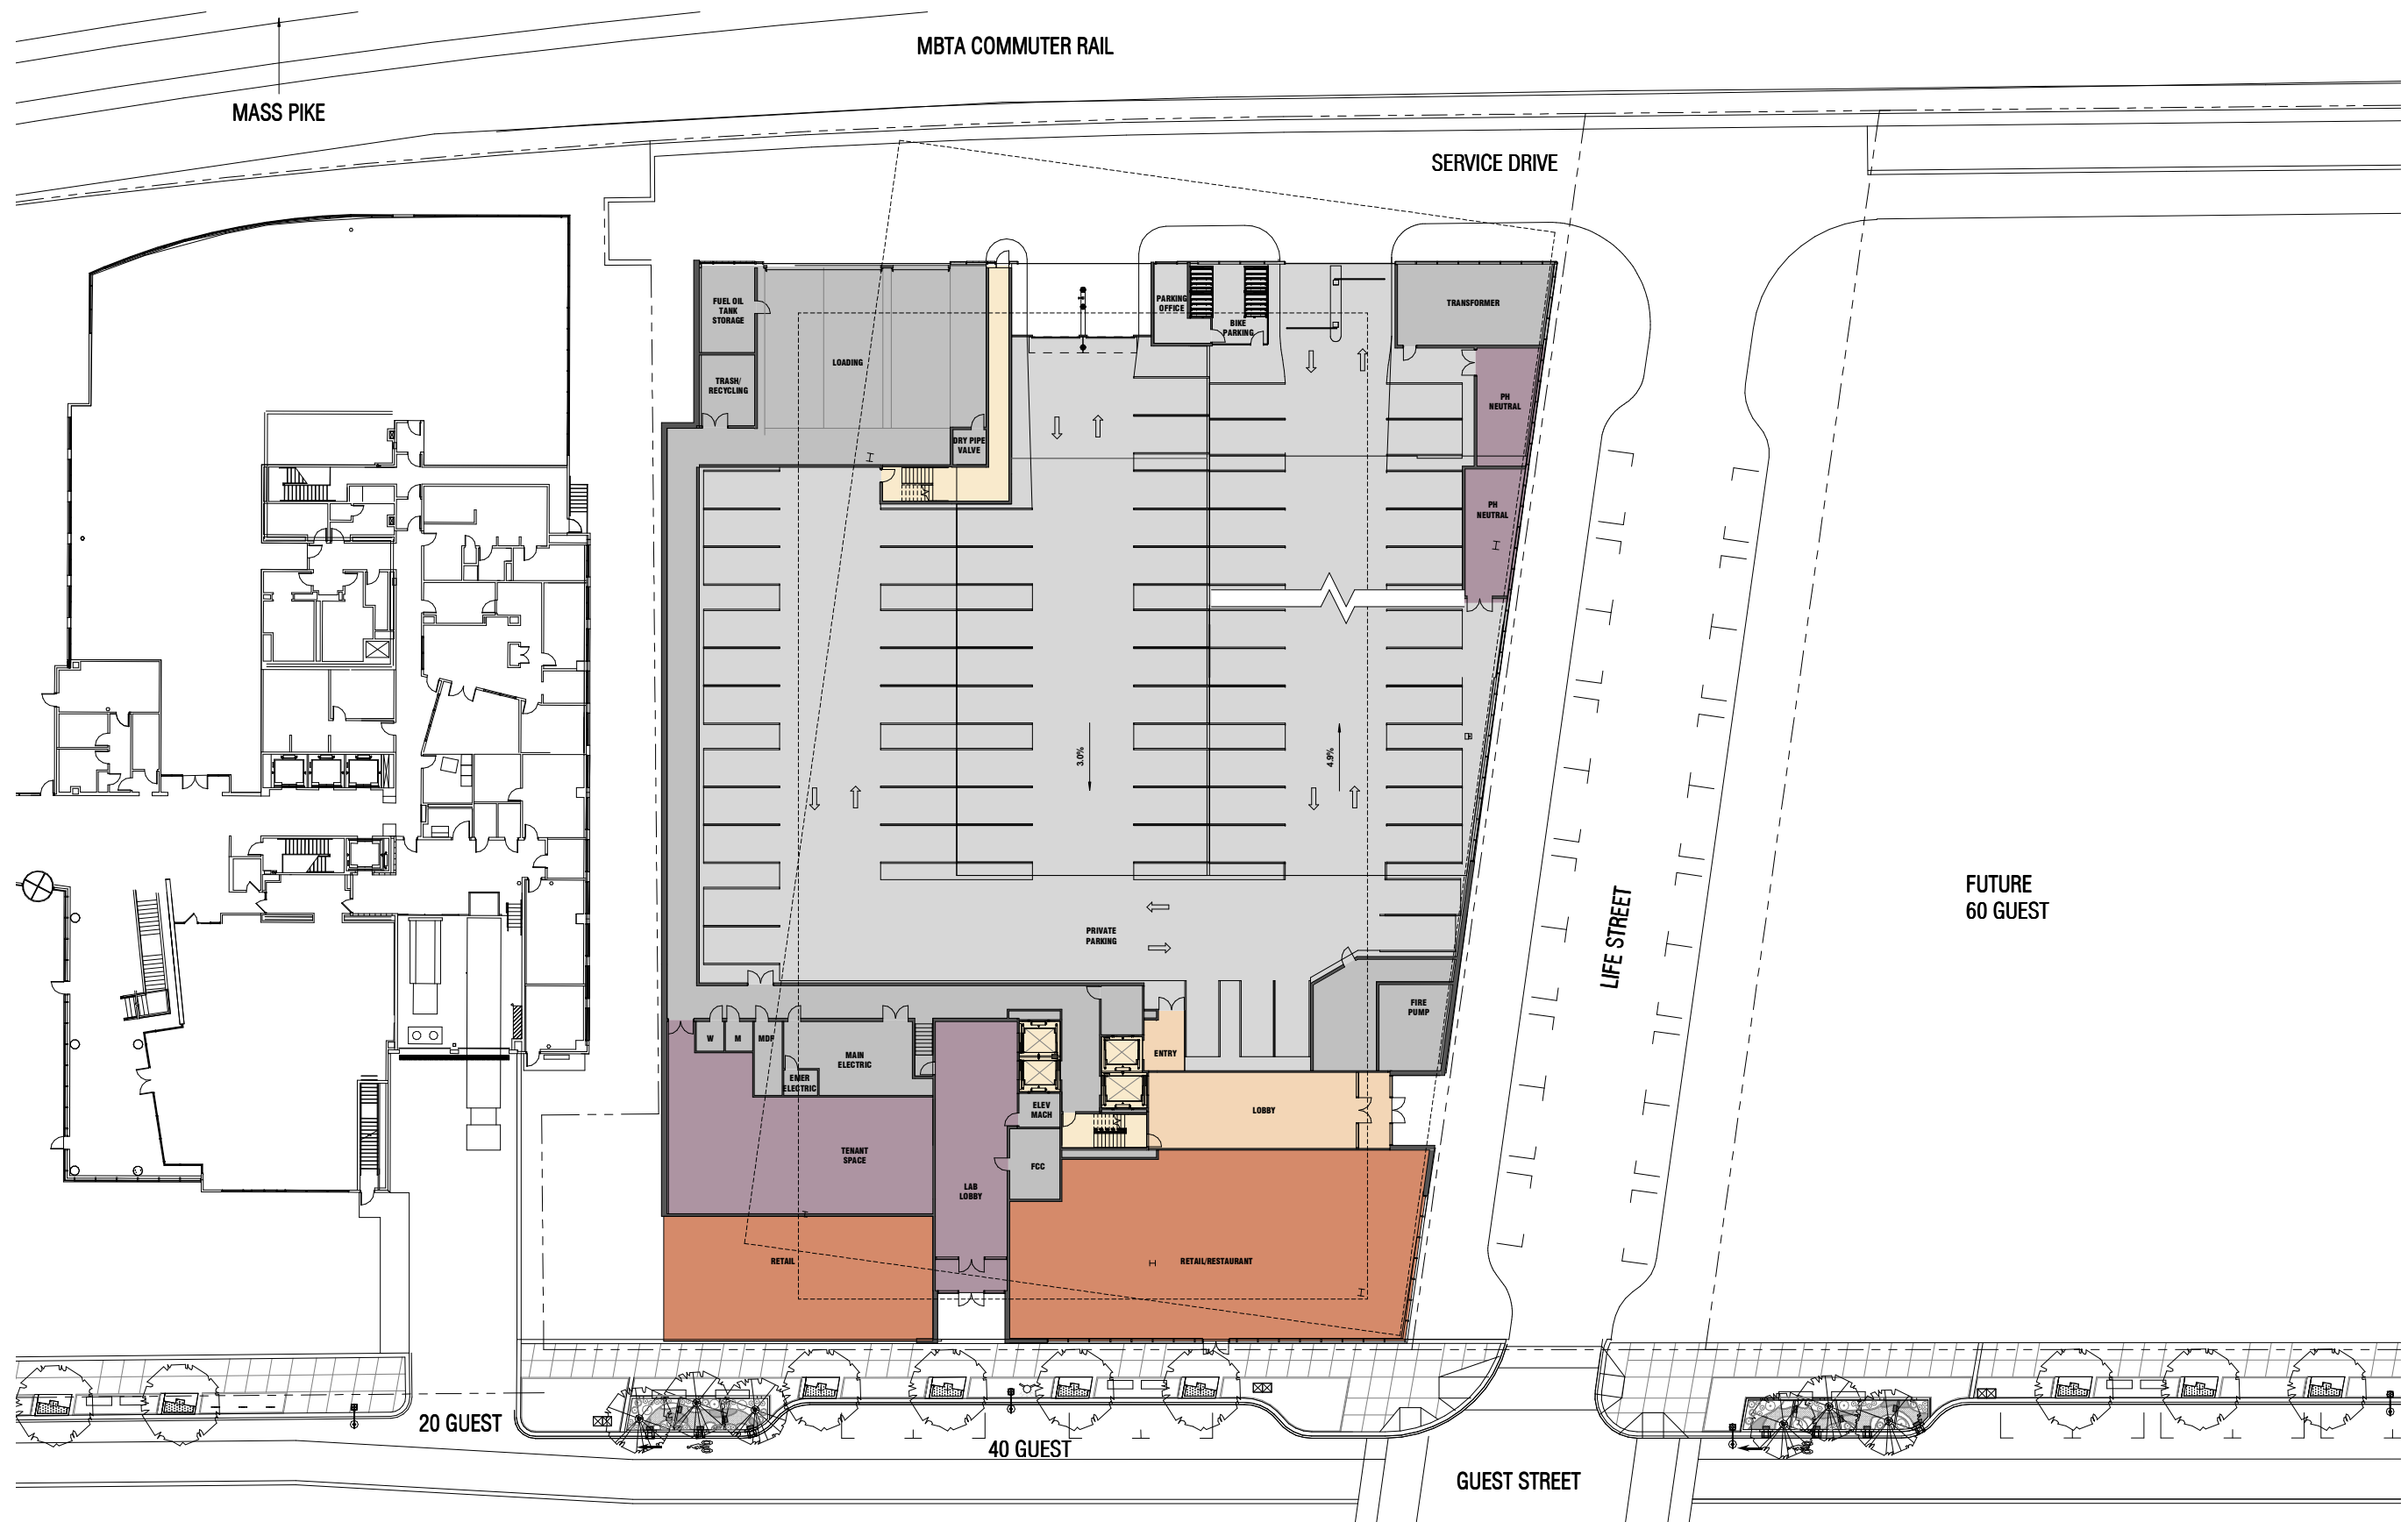 MBTA COMMUTER RAIL
MASS PIKE
SERVICE DRIVE
FUEL OIL
TANK
STORAGE
LOADING
TRASH/
RECYCLING
DRY PIPE
VALVE
PARKING
OFFICE
BIKE
PARKING
TRANSFORMER
PH
NEUTRAL
PH
NEUTRAL
3.0%
4.9%
PRIVATE
PARKING
LIFE STREET
FUTURE
60 GUEST
FIRE
PUMP
W
M
MDF
MAIN
ELECTRIC
EMER
ELECTRIC
ENTRY
ELEV
MACH
LOBBY
TENANT
SPACE
FCC
LAB
LOBBY
RETAIL
RETAIL/RESTAURANT
20 GUEST
40 GUEST
GUEST STREET